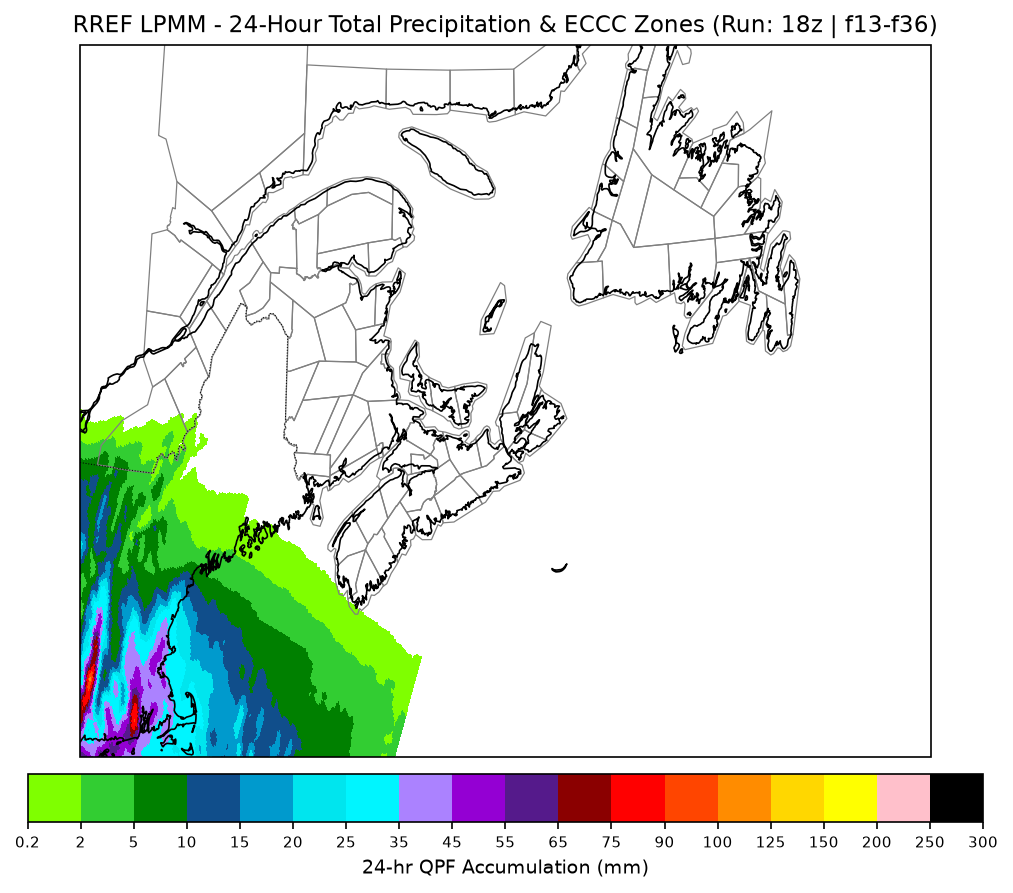 RREF LPMM - 24-Hour Total Precipitation & ECCC Zones (Run: 18z | f13-f36)
0.2 2 5 10 15 20 25 35 45 55 65 75 90 100 125 150 200 250 300
24-hr QPF Accumulation (mm)